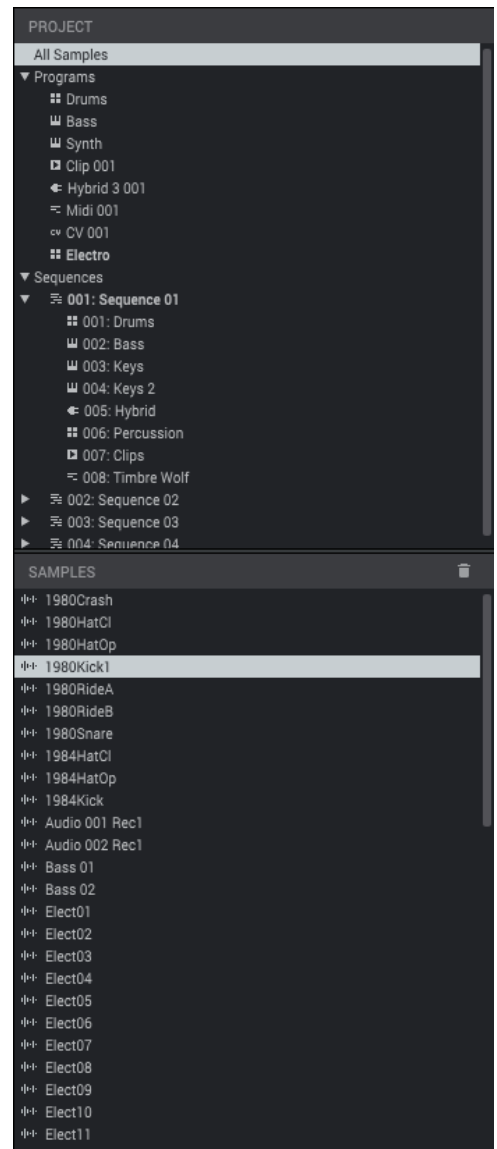 PROJECT
All Samples
Programs
Drums
Bass
Synth
Clip 001
Hybrid 3 001
Midi 001
CV CV 001
Electro
Sequences
001: Sequence 01
001: Drums
002: Bass
003: Keys
004: Keys 2
005: Hybrid
006: Percussion
007: Clips
008: Timbre Wolf
002: Sequence 02
003: Sequence 03
004: Sequence 04
SAMPLES
1980Crash
1980HatCl
1980HatOp
1980Kick1
1980RideA
1980RideB
1980Snare
1984HatCl
1984HatOp
1984Kick
Audio 001 Rec1
Audio 002 Rec1
Bass 01
Bass 02
Elect01
Elect02
Elect03
Elect04
Elect05
Elect06
Elect07
Elect08
Elect09
Elect10
Elect11